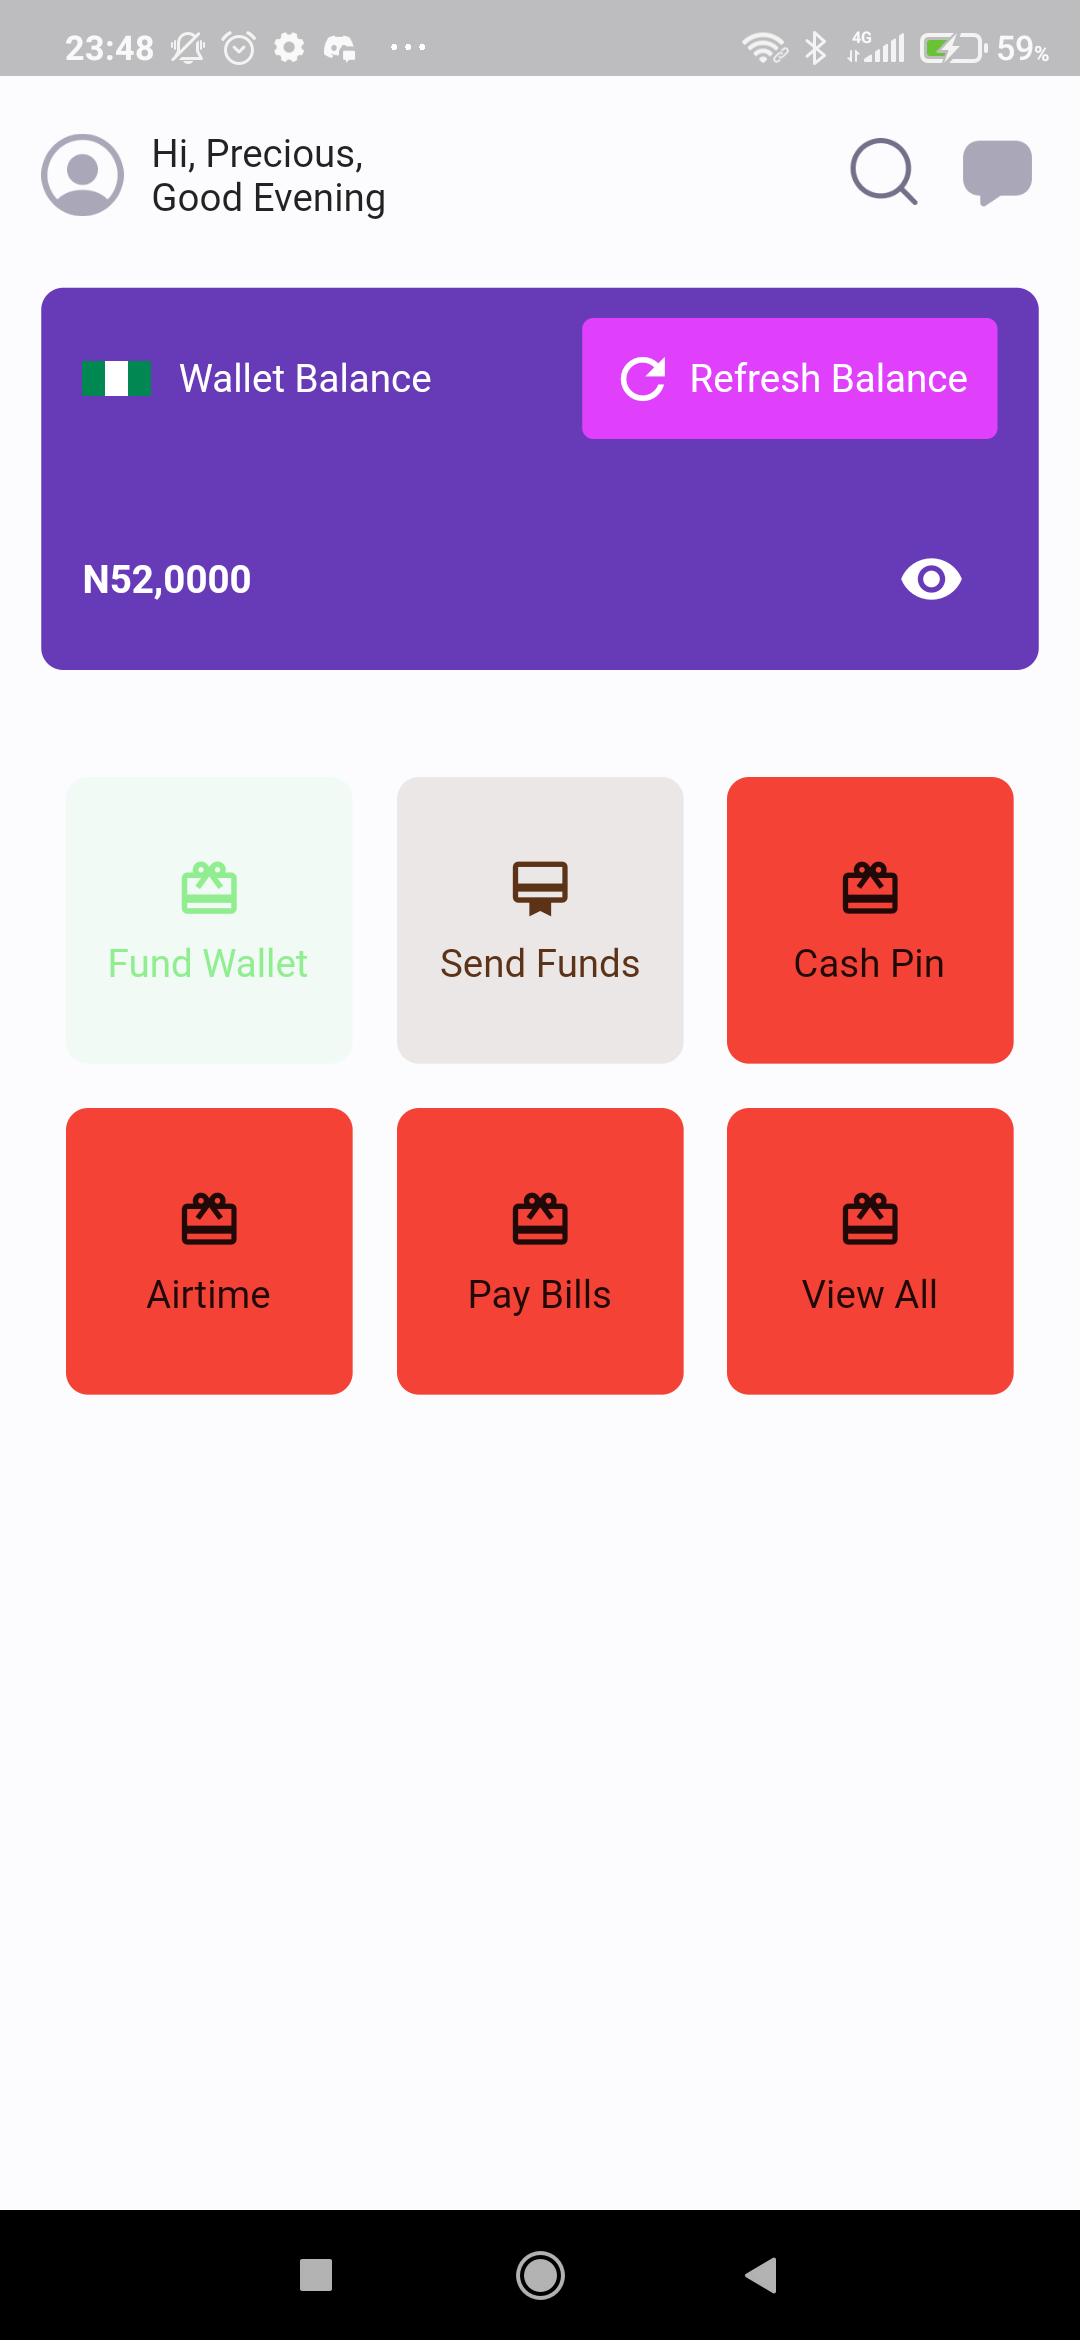 23:48
4G
59%
Hi, Precious,
Good Evening
Wallet Balance
Refresh Balance
N52,0000
Fund Wallet
Send Funds
Cash Pin
Airtime
Pay Bills
View All